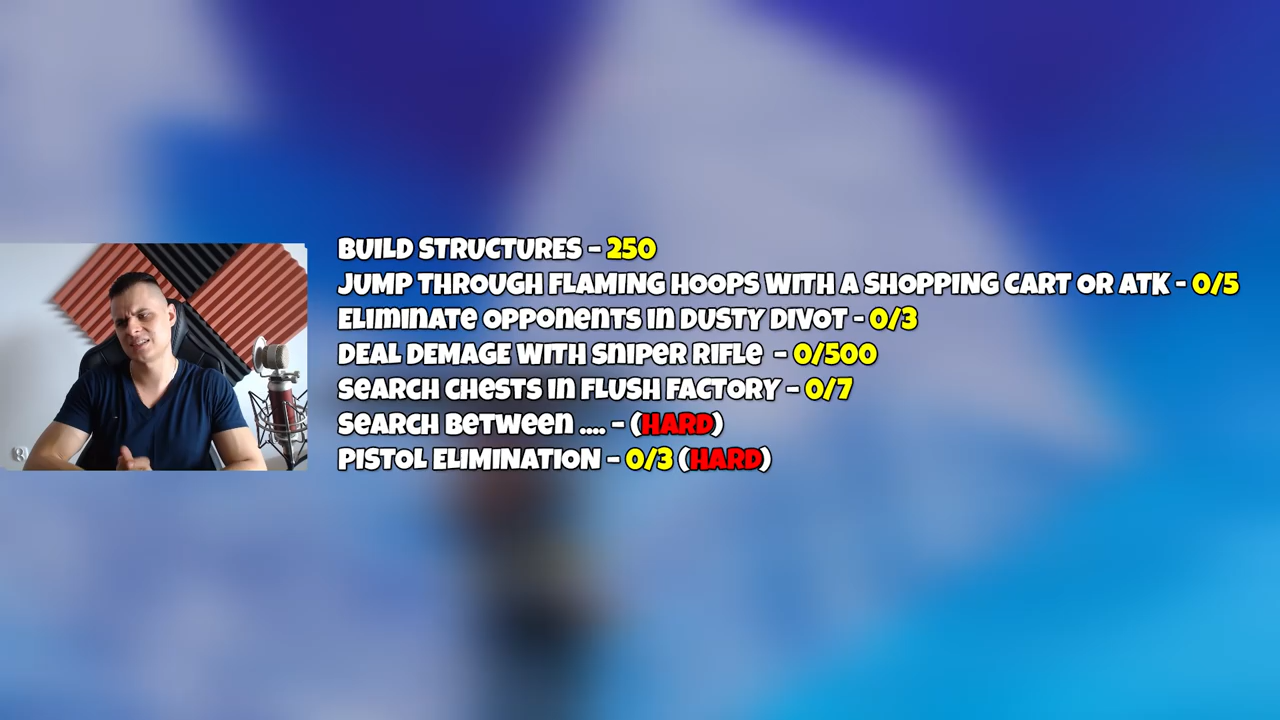 BUILD STRUCTURES - 250
JUMP THROUGH FLAMING HOOPS WITH A SHOPPING CART OR ATK - 0/5
ELIMINATE OPPONENTS IN DUSTY DIVOT - 0/3
DEAL DEMAGE WITH SNIPER RIFLE - 0/500
SEARCH CHESTS IN FLUSH FACTORY - 0/7
SEARCH BETWEEN .... - (HARD)
PISTOL ELIMINATION - 0/3 (HARD)